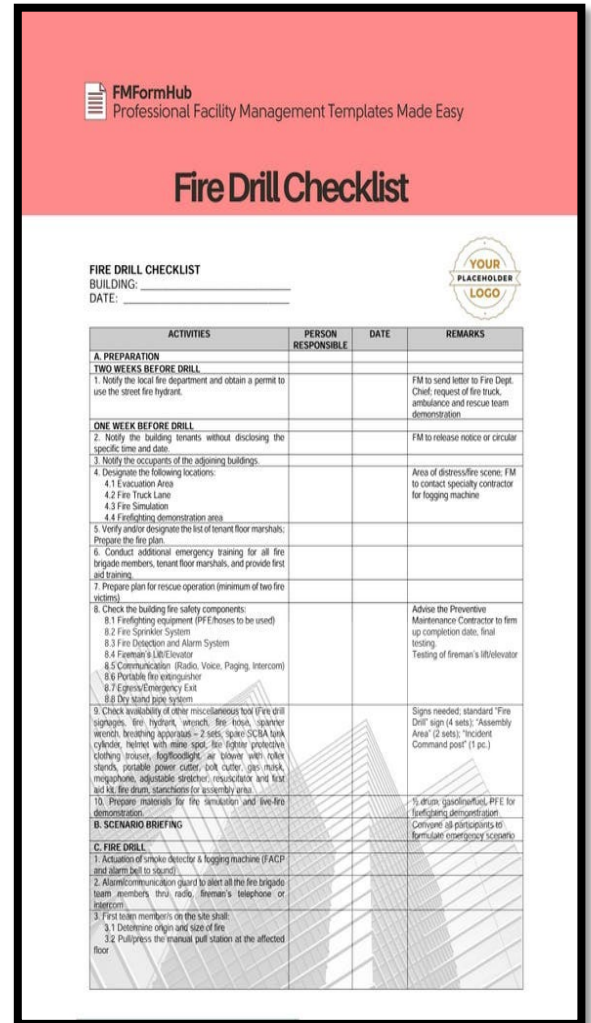 FMFormHub
Professional Facility Management Templates Made Easy
Fire Drill Checklist
YOUR
PLACEHOLDER
LOGO
FIRE DRILL CHECKLIST
BUILDING:
DATE:
ACTIVITIES PERSON RESPONSIBLE DATE REMARKS
A. PREPARATION
TWO WEEKS BEFORE DRILL
1. Notify the local fire department and obtain a permit to
use the street fire hydrant.
FM to send letter to Fire Dept.
Chief; request of fire truck,
ambulance and rescue team
demonstration
ONE WEEK BEFORE DRILL
2. Notify the building tenants without disclosing the
specific time and date.
FM to release notice or circular
3. Notify the occupants of the adjoining buildings.
4. Designate the following locations:
4.1 Evacuation Area
4.2 Fire Truck Lane
4.3 Fire Simulation
4.4 Firefighting demonstration area
Area of distress/fire scene; FM
to contact specialty contractor
for fogging machine
5. Verify and/or designate the list of tenant floor marshals;
Prepare the fire plan.
6. Conduct additional emergency training for all fire
brigade members, tenant floor marshals, and provide first
aid training.
7. Prepare plan for rescue operation (minimum of two fire
victims)
8. Check the building fire safety components:
8.1 Firefighting equipment (PFE/hoses to be used)
8.2 Fire Sprinkler System
8.3 Fire Detection and Alarm System
8.4 Fireman's Lift/Elevator
8.5 Communication (Radio, Voice, Paging, Intercom)
8.6 Portable fire extinguisher
8.7 Egress/Emergency Exit
8.8 Dry stand pipe system
Advise the Preventive
Maintenance Contractor to firm
up completion date, final
testing.
Testing of fireman's lift/elevator
9. Check availability of other miscellaneous tool (Fire drill
signages, fire hydrant, wrench, fire hose, spanner
wrench, breathing apparatus – 2 sets, spare SCBA tank
cylinder, helmet with mine spot, fire fighter protective
clothing trouser, fog/floodlight, air blower with roller
stands, portable power cutter, bolt cutter, gas mask,
megaphone, adjustable stretcher, resuscitator and first
aid kit, fire drum, stanchions for assembly area
Signs needed; standard "Fire
Drill" sign (4 sets); "Assembly
Area" (2 sets); "Incident
Command post" (1 pc.)
10. Prepare materials for fire simulation and live-fire
demonstration.
½ drum; gasoline/fuel, PFE for
firefighting demonstration
B. SCENARIO BRIEFING
Convene all participants to
formulate emergency scenario
C. FIRE DRILL
1. Actuation of smoke detector & fogging machine (FACP
and alarm bell to sound)
2. Alarm/communication guard to alert all the fire brigade
team members thru radio, fireman's telephone or
intercom
3. First team member/s on the site shall:
3.1 Determine origin and size of fire
3.2 Pull/press the manual pull station at the affected
floor